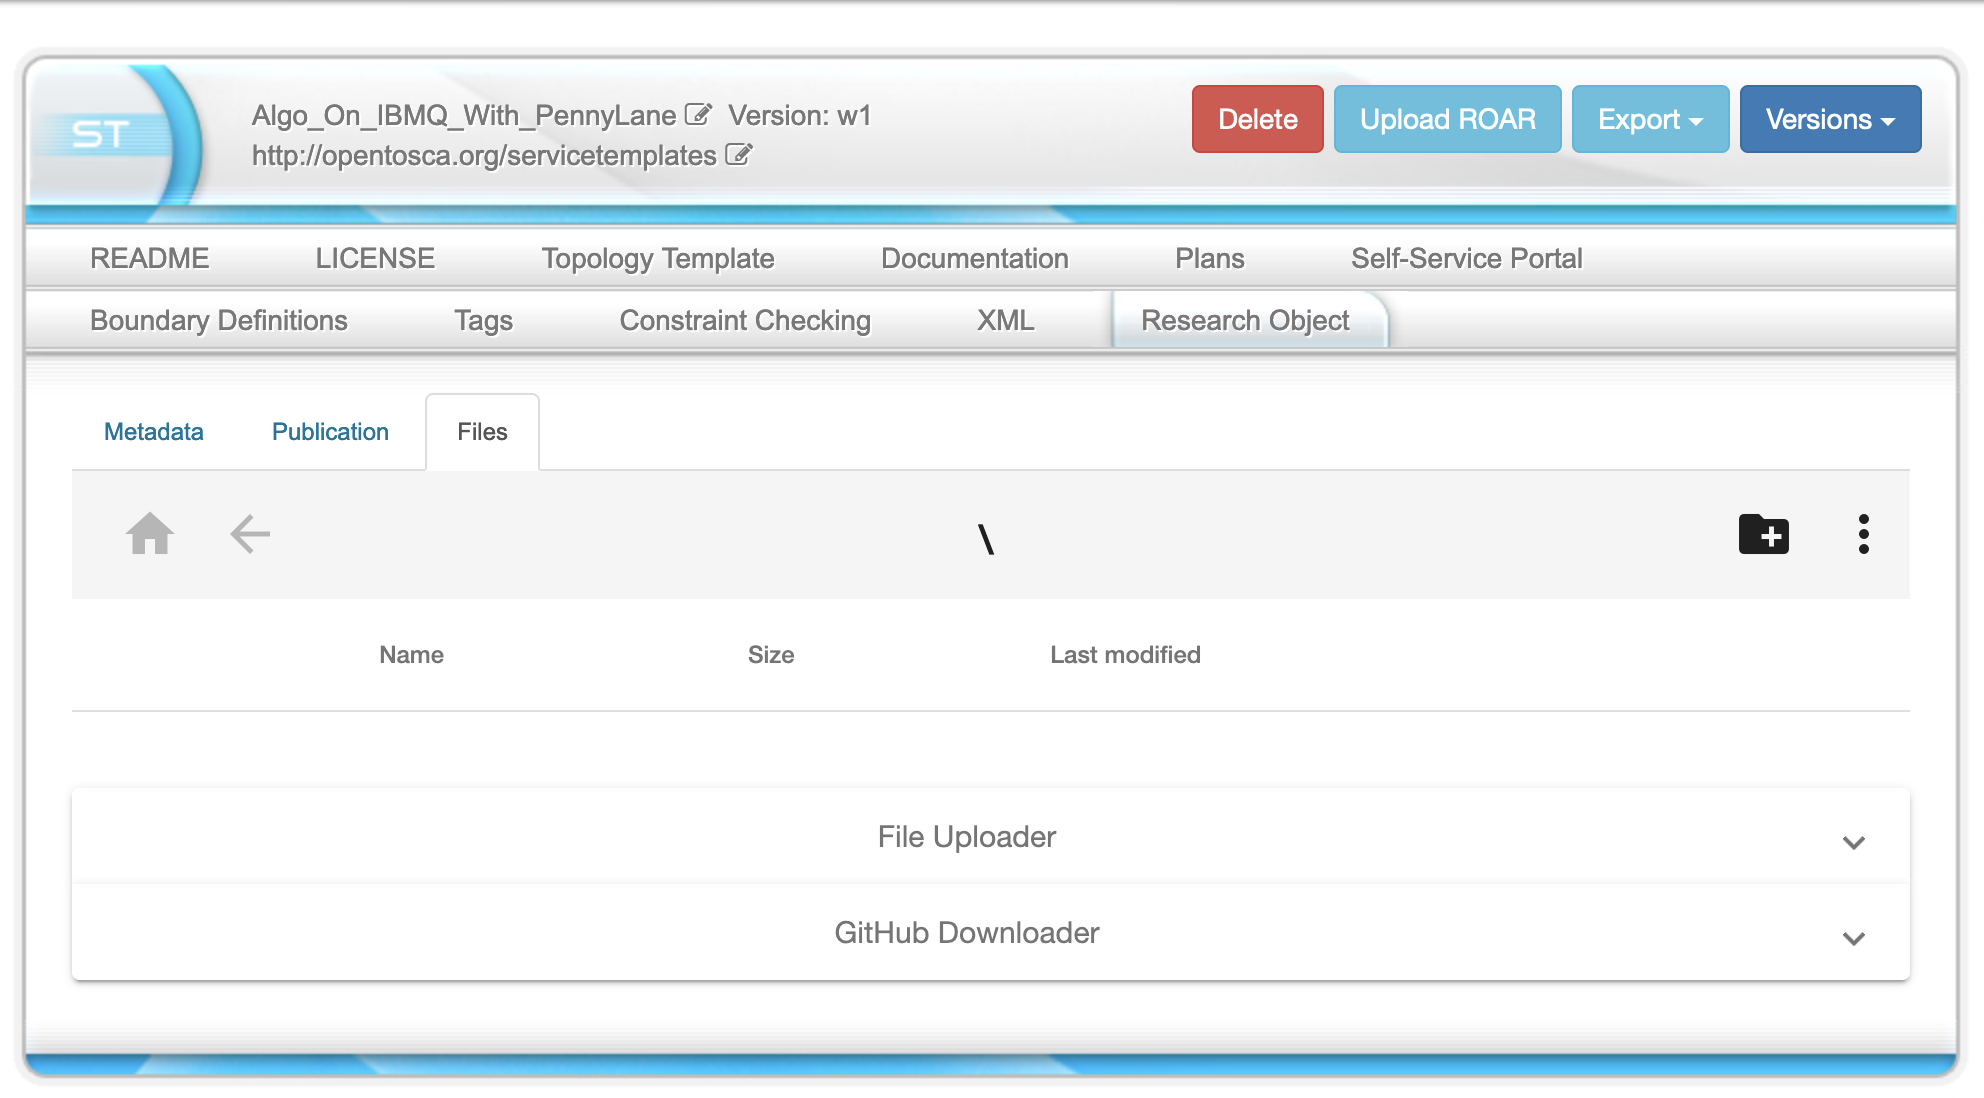 ST
Algo_On_IBMQ_With_PennyLane Version: w1
http://opentosca.org/servicetemplates
Delete
Upload ROAR
Export
Versions
README LICENSE Topology Template Documentation Plans Self-Service Portal
Boundary Definitions Tags Constraint Checking XML Research Object
Metadata Publication Files
\
Name Size Last modified
File Uploader
GitHub Downloader